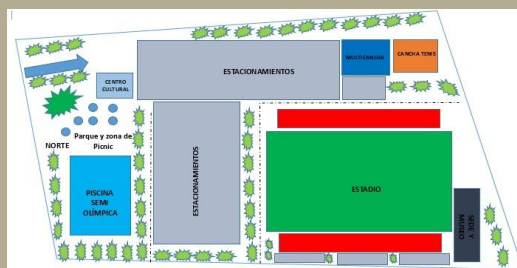 ESTACIONAMIENTOS
MULTICANCHA
CANCHA TENIS
CENTRO
CULTURAL
Parque y zona de
Picnic
NORTE
PISCINA
SEMI
OLÍMPICA
ESTACIONAMIENTOS
ESTADIO
SEDE Y
MUSEO